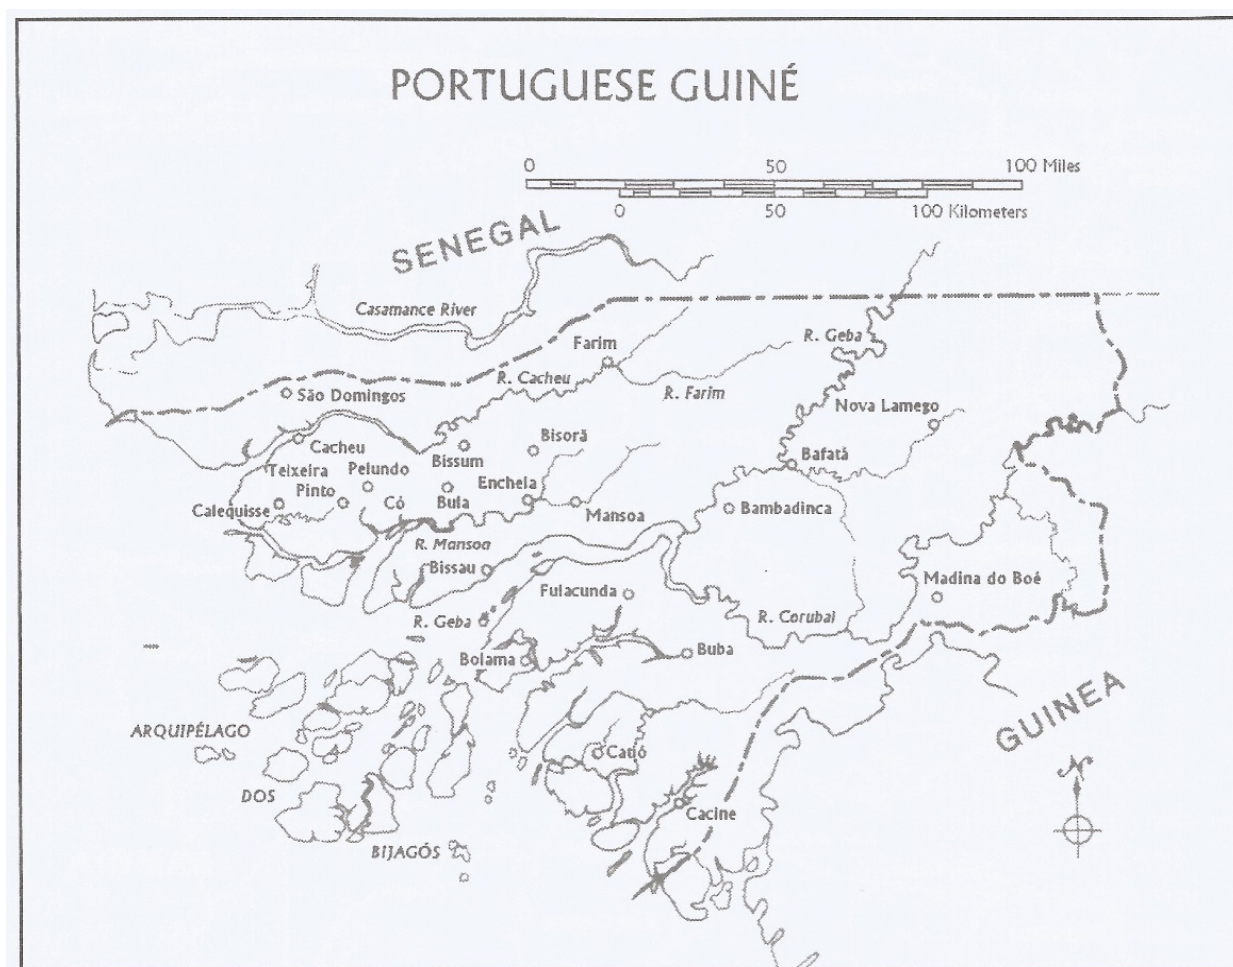 PORTUGUESE GUINÉ
0 50 100 Miles
0 50 100 Kilometers
SENEGAL
Casamance River
R. Geba
Farim
R. Cacheu
R. Farim
São Domingos
Nova Lamego
Cacheu
Bissum
Bisorã
Bafatá
Teixeira
Pinto
Pelundo
Enchela
Calequisse
Có
Bula
Mansoa
Bambadinca
R. Mansoa
Bissau
Madina do Boé
Fulacunda
R. Geba
R. Corubal
Bolama
Buba
GUINEA
ARQUIPÉLAGO
DOS
BIJAGÓS
Catió
Cacine
N